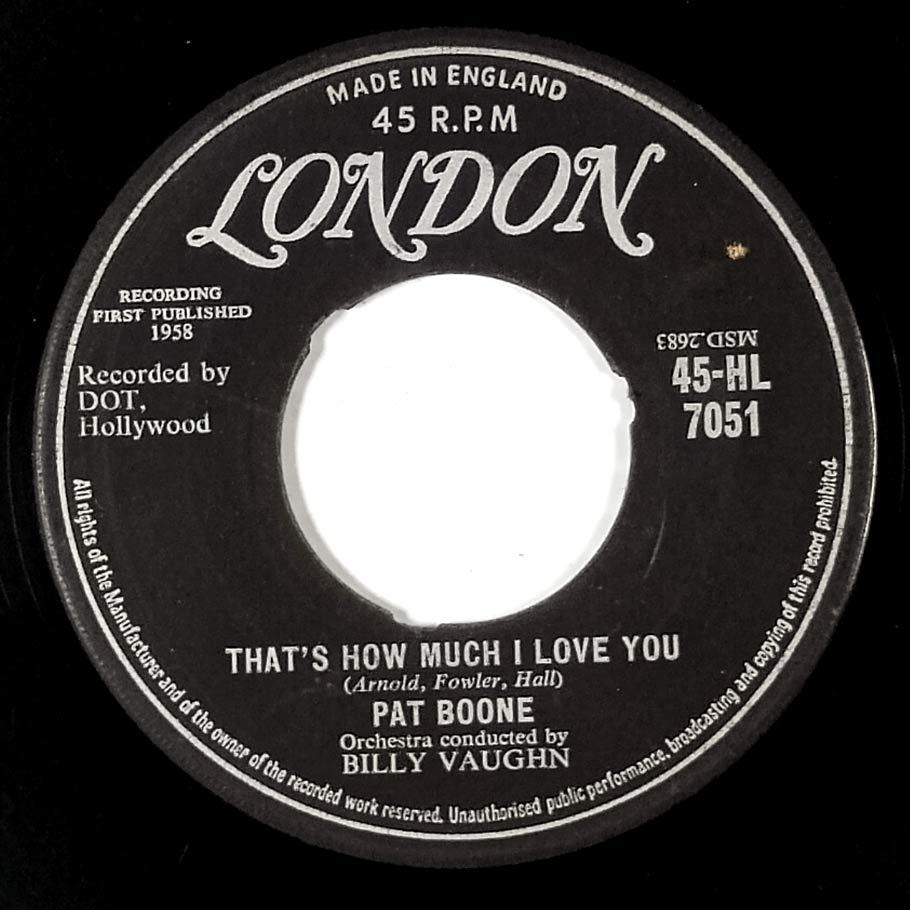 MADE IN ENGLAND
45 R.P.M
LONDON
RECORDING
FIRST PUBLISHED
1958
Recorded by
DOT,
Hollywood
MSD.2683
45-HL
7051
THAT'S HOW MUCH I LOVE YOU
(Arnold, Fowler, Hall)
PAT BOONE
Orchestra conducted by
BILLY VAUGHN
All rights of the Manufacturer and of the owner of the recorded work reserved. Unauthorised public performance, broadcasting and copying of this record prohibited.